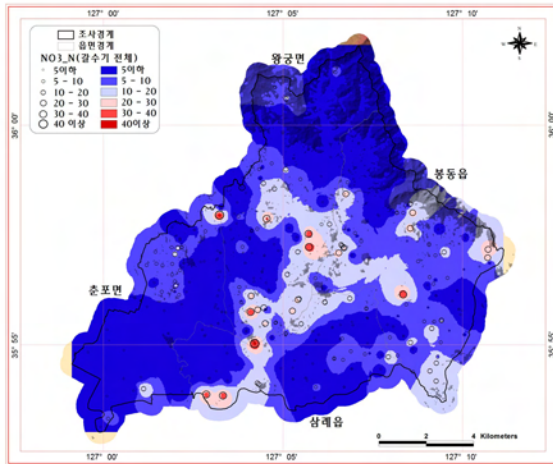 127° 00' 127° 05' 127° 10'
조사경계
읍면경계
NO3_N(갈수기 전체)
5이하 5이하
5 - 10 5 - 10
10 - 20 10 - 20
20 - 30 20 - 30
30 - 40 30 - 40
40 이상 40이상
왕궁면
N
W E
S
36° 00' 36° 00'
봉동읍
춘포면
35° 55' 35° 55'
삼례읍
0 2 4 Kilometers
127° 00' 127° 05' 127° 10'